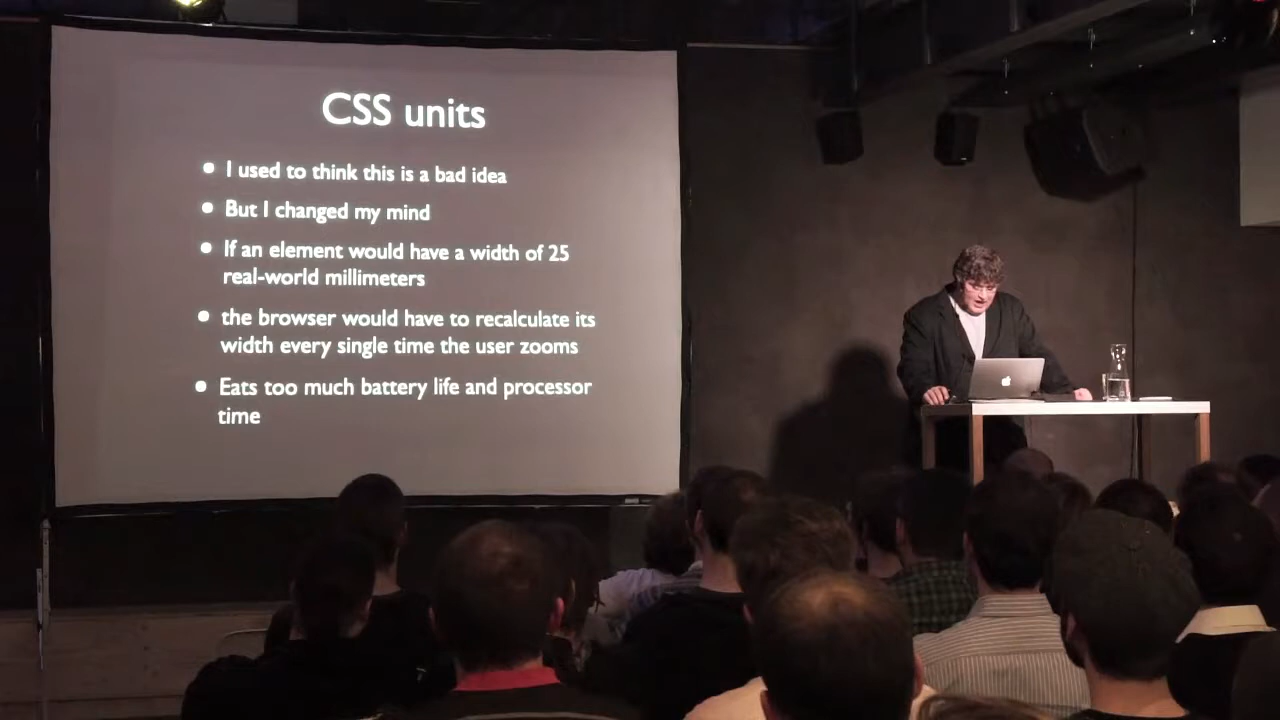 CSS units
• I used to think this is a bad idea
• But I changed my mind
• If an element would have a width of 25
real-world millimeters
• the browser would have to recalculate its
width every single time the user zooms
• Eats too much battery life and processor
time